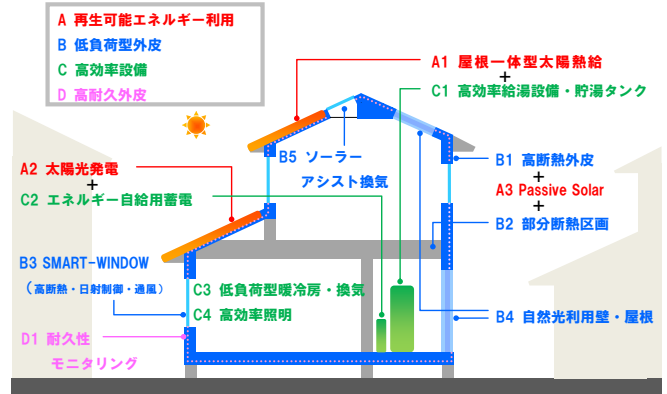 A 再生可能エネルギー利用
B 低負荷型外皮
C 高効率設備
D 高耐久外皮
A1 屋根一体型太陽熱給
+
C1 高効率給湯設備・貯湯タンク
B5 ソーラー
アシスト換気
A2 太陽光発電
+
C2 エネルギー自給用蓄電
B1 高断熱外皮
+
A3 Passive Solar
+
B2 部分断熱区画
B3 SMART-WINDOW
(高断熱・日射制御・通風)
C3 低負荷型暖冷房・換気
C4 高効率照明
B4 自然光利用壁・屋根
D1 耐久性
モニタリング